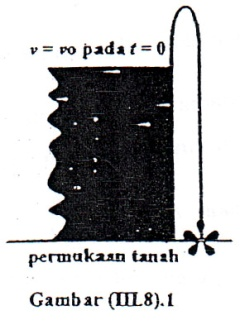 v = vo pada t = 0
permukaan tanah
Gambar (III.8).1